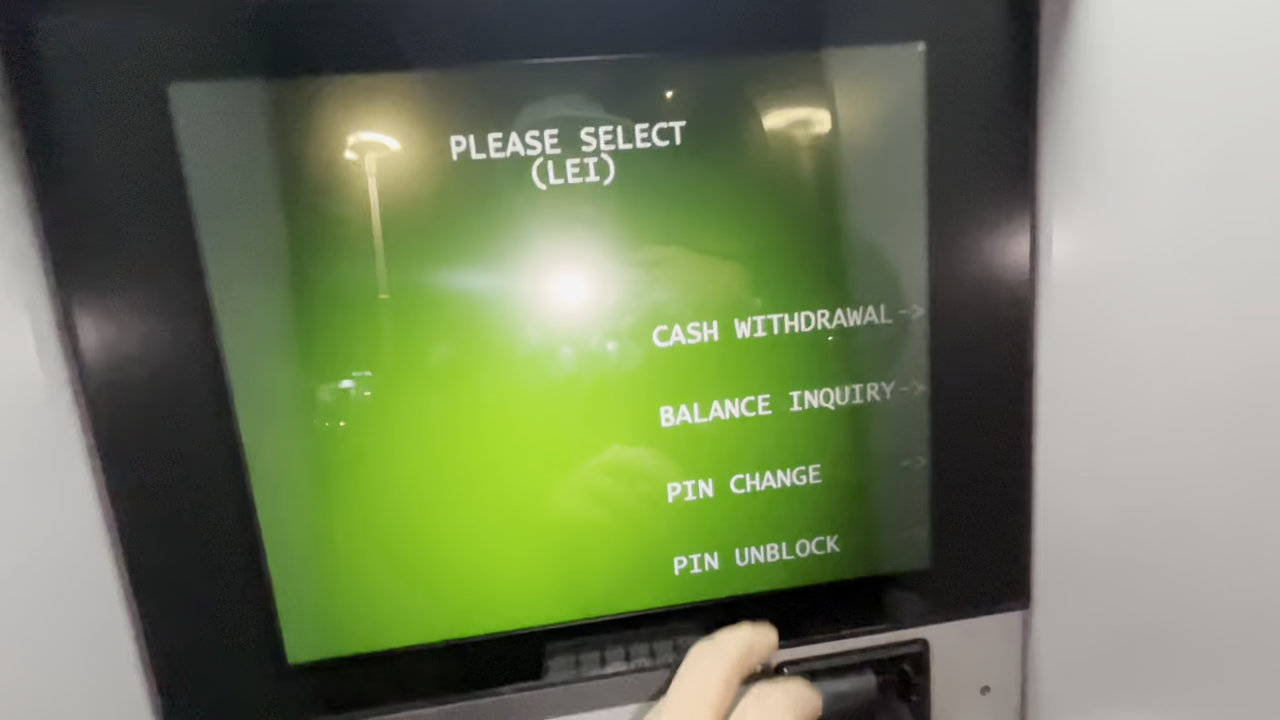 PLEASE SELECT
(LEI)
CASH WITHDRAWAL ->
BALANCE INQUIRY ->
PIN CHANGE ->
PIN UNBLOCK